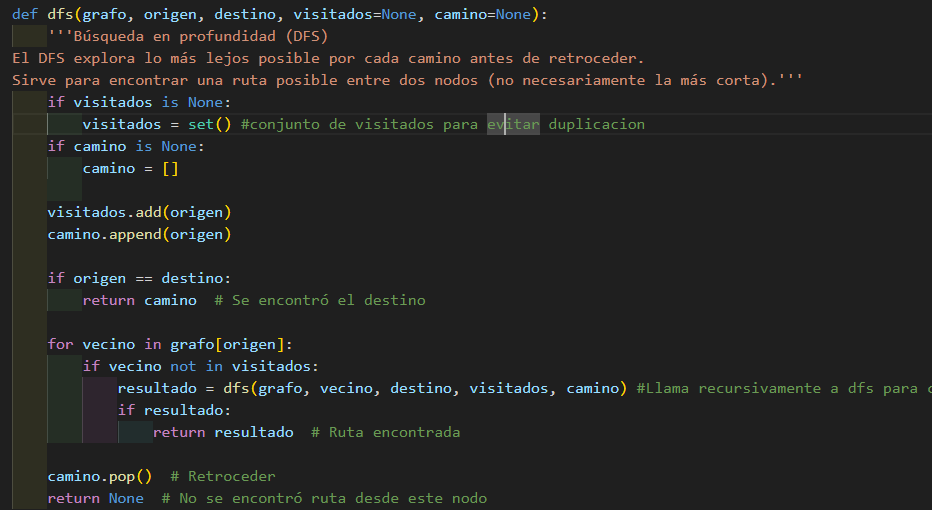 def dfs(grafo, origen, destino, visitados=None, camino=None):
'''Búsqueda en profundidad (DFS)
El DFS explora lo más lejos posible por cada camino antes de retroceder.
Sirve para encontrar una ruta posible entre dos nodos (no necesariamente la más corta).'''
if visitados is None:
visitados = set() #conjunto de visitados para evitar duplicacion
if camino is None:
camino = []
visitados.add(origen)
camino.append(origen)
if origen == destino:
return camino  # Se encontró el destino
for vecino in grafo[origen]:
if vecino not in visitados:
resultado = dfs(grafo, vecino, destino, visitados, camino) #Llama recursivamente a dfs para
if resultado:
return resultado  # Ruta encontrada
camino.pop()  # Retroceder
return None  # No se encontró ruta desde este nodo